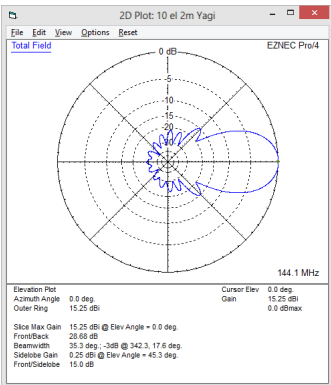 2D Plot: 10 el 2m Yagi
File Edit View Options Reset
Total Field
0 dB
EZNEC Pro/4
-5
-10
-15
-20
144.1 MHz
Elevation Plot
Azimuth Angle 0.0 deg.
Outer Ring 15.25 dBi
Cursor Elev 0.0 deg.
Gain 15.25 dBi
0.0 dBmax
Slice Max Gain 15.25 dBi @ Elev Angle = 0.0 deg.
Front/Back 28.68 dB
Beamwidth 35.3 deg.; -3dB @ 342.3, 17.6 deg.
Sidelobe Gain 0.25 dBi @ Elev Angle = 45.3 deg.
Front/Sidelobe 15.0 dB